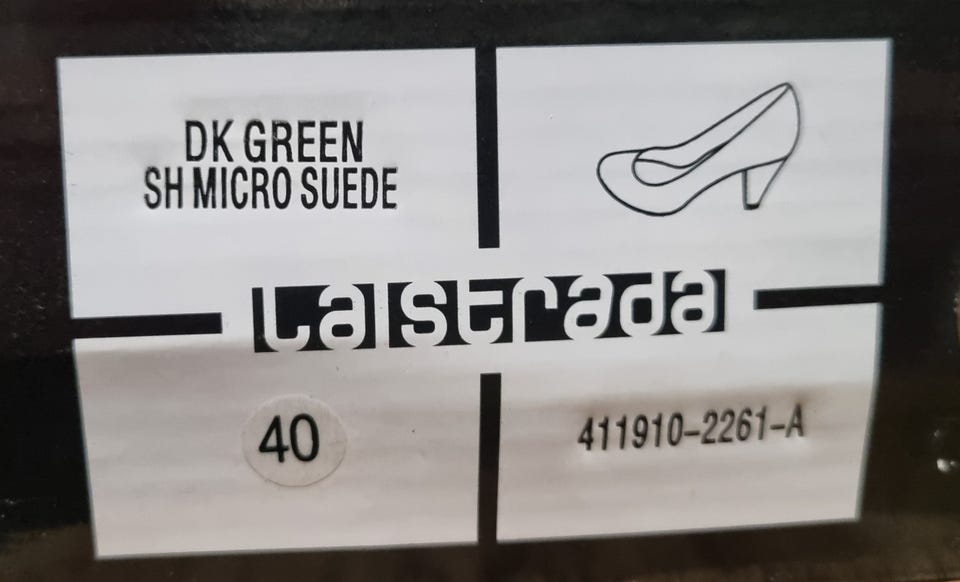 DK GREEN
SH MICRO SUEDE
La strada
40
411910-2261-A